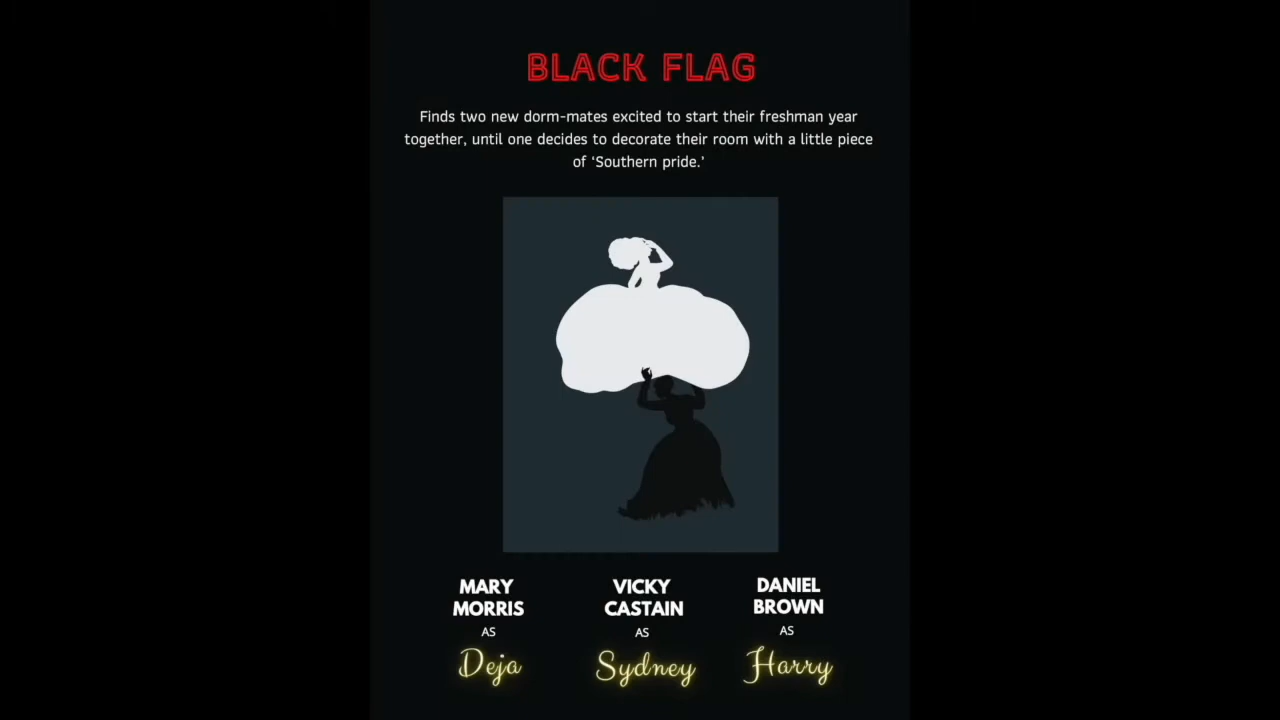 BLACK FLAG
Finds two new dorm-mates excited to start their freshman year
together, until one decides to decorate their room with a little piece
of ‘Southern pride.’
MARY
MORRIS
AS
Deja
VICKY
CASTAIN
AS
Sydney
DANIEL
BROWN
AS
Harry